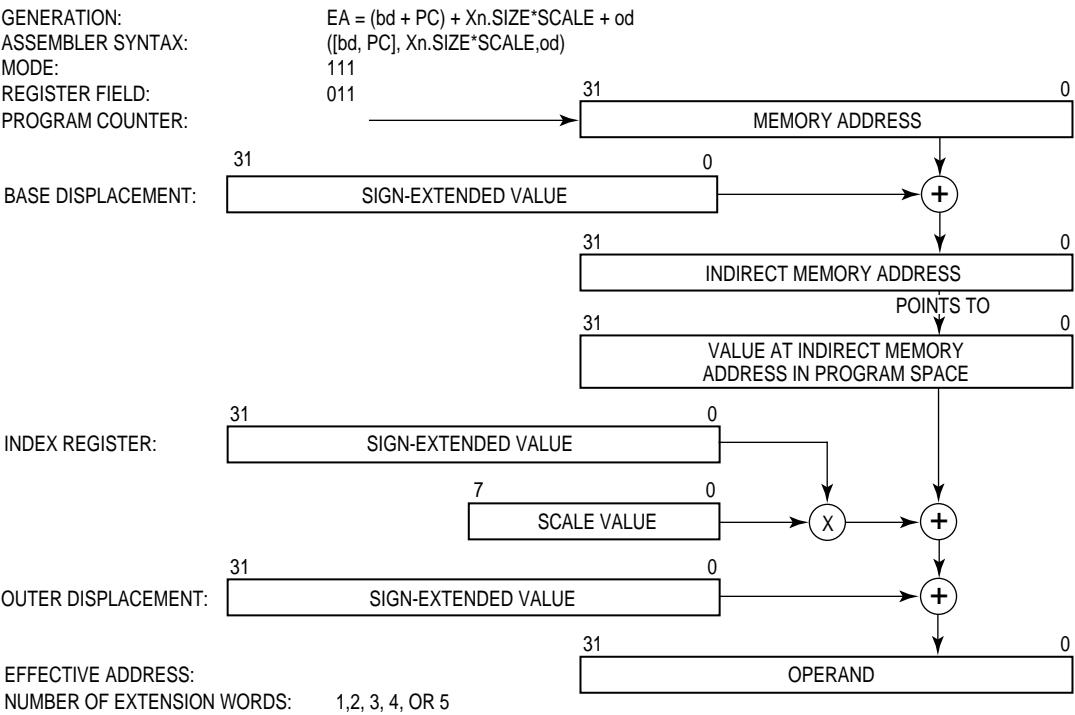 GENERATION: EA = (bd + PC) + Xn.SIZE*SCALE + od
ASSEMBLER SYNTAX: ([bd, PC], Xn.SIZE*SCALE,od)
MODE: 111
REGISTER FIELD: 011
31 0
PROGRAM COUNTER: MEMORY ADDRESS
31 0
BASE DISPLACEMENT: SIGN-EXTENDED VALUE +
31 0
INDIRECT MEMORY ADDRESS
POINTS TO
31 0
VALUE AT INDIRECT MEMORY
ADDRESS IN PROGRAM SPACE
31 0
INDEX REGISTER: SIGN-EXTENDED VALUE
7 0
SCALE VALUE X +
31 0
OUTER DISPLACEMENT: SIGN-EXTENDED VALUE +
31 0
EFFECTIVE ADDRESS: OPERAND
NUMBER OF EXTENSION WORDS: 1,2, 3, 4, OR 5